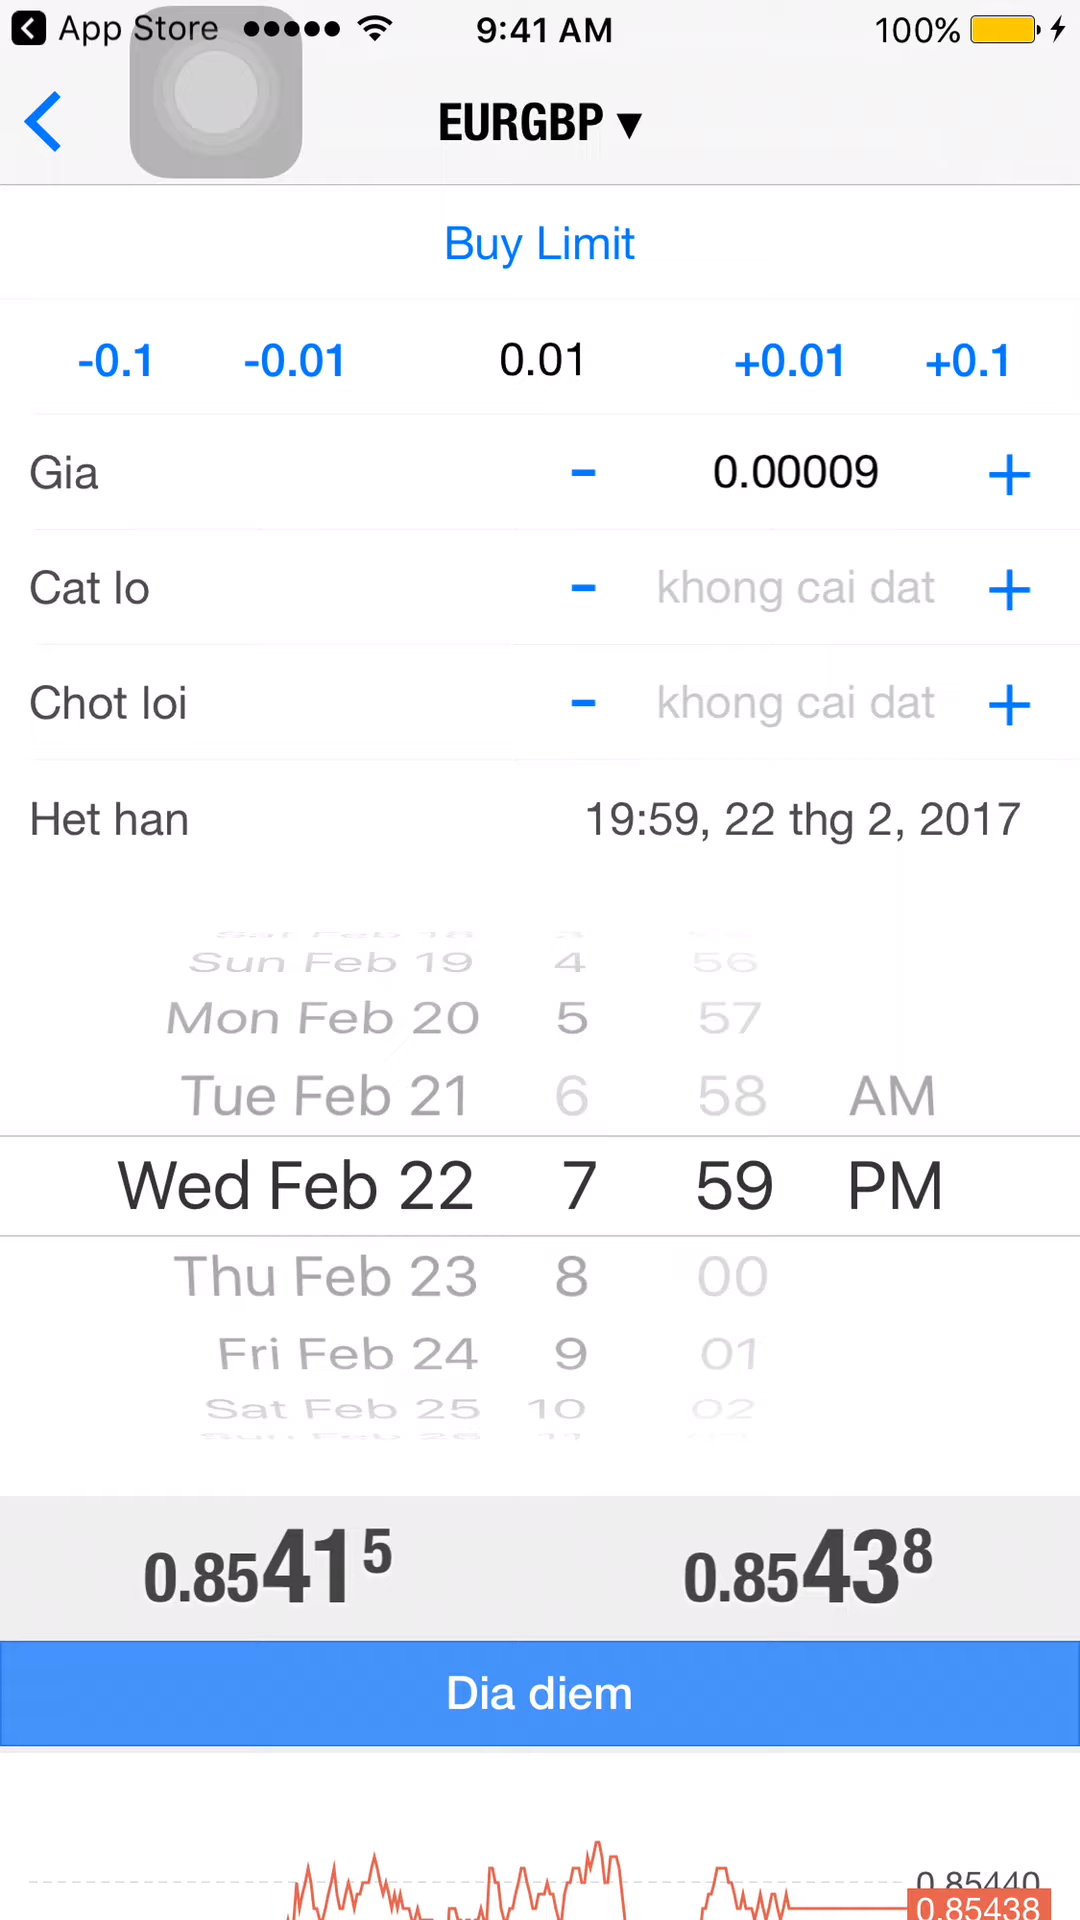 App Store 9:41 AM 100%
EURGBP ▼
Buy Limit
-0.1 -0.01 0.01 +0.01 +0.1
Gia - 0.00009 +
Cat lo - khong cai dat +
Chot loi - khong cai dat +
Het han 19:59, 22 thg 2, 2017
Sun Feb 19 4 56
Mon Feb 20 5 57
Tue Feb 21 6 58 AM
Wed Feb 22 7 59 PM
Thu Feb 23 8 00
Fri Feb 24 9 01
Sat Feb 25 10 02
0.85415 0.85438
Dia diem
0.85440
0.85438